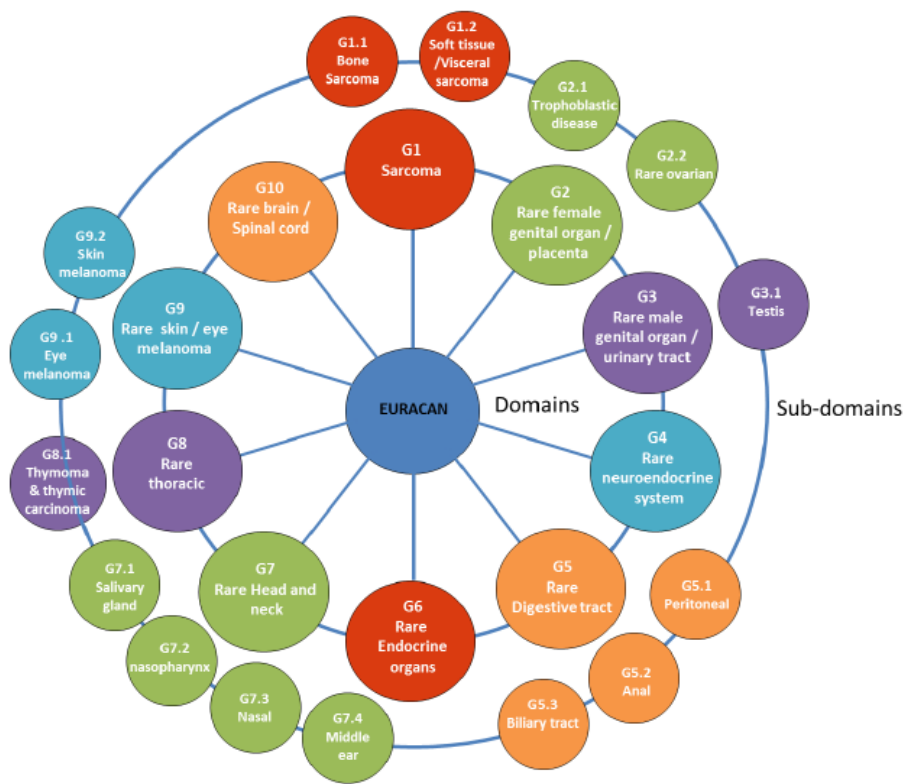 G1.1
Bone
Sarcoma
G1.2
Soft tissue
/Visceral
sarcoma
G2.1
Trophoblastic
disease
G2.2
Rare ovarian
G1
Sarcoma
G10
Rare brain /
Spinal cord
G2
Rare female
genital organ /
placenta
G9.2
Skin
melanoma
G3
Rare male
genital organ /
urinary tract
G3.1
Testis
G9
Rare skin / eye
melanoma
G9 .1
Eye
melanoma
EURACAN
Domains
Sub-domains
G8
Rare
thoracic
G4
Rare
neuroendocrine
system
G8.1
Thymoma
& thymic
carcinoma
G7
Rare Head and
neck
G5
Rare
Digestive tract
G7.1
Salivary
gland
G5.1
Peritoneal
G6
Rare
Endocrine
organs
G7.2
nasopharynx
G5.2
Anal
G7.3
Nasal
G7.4
Middle
ear
G5.3
Biliary tract